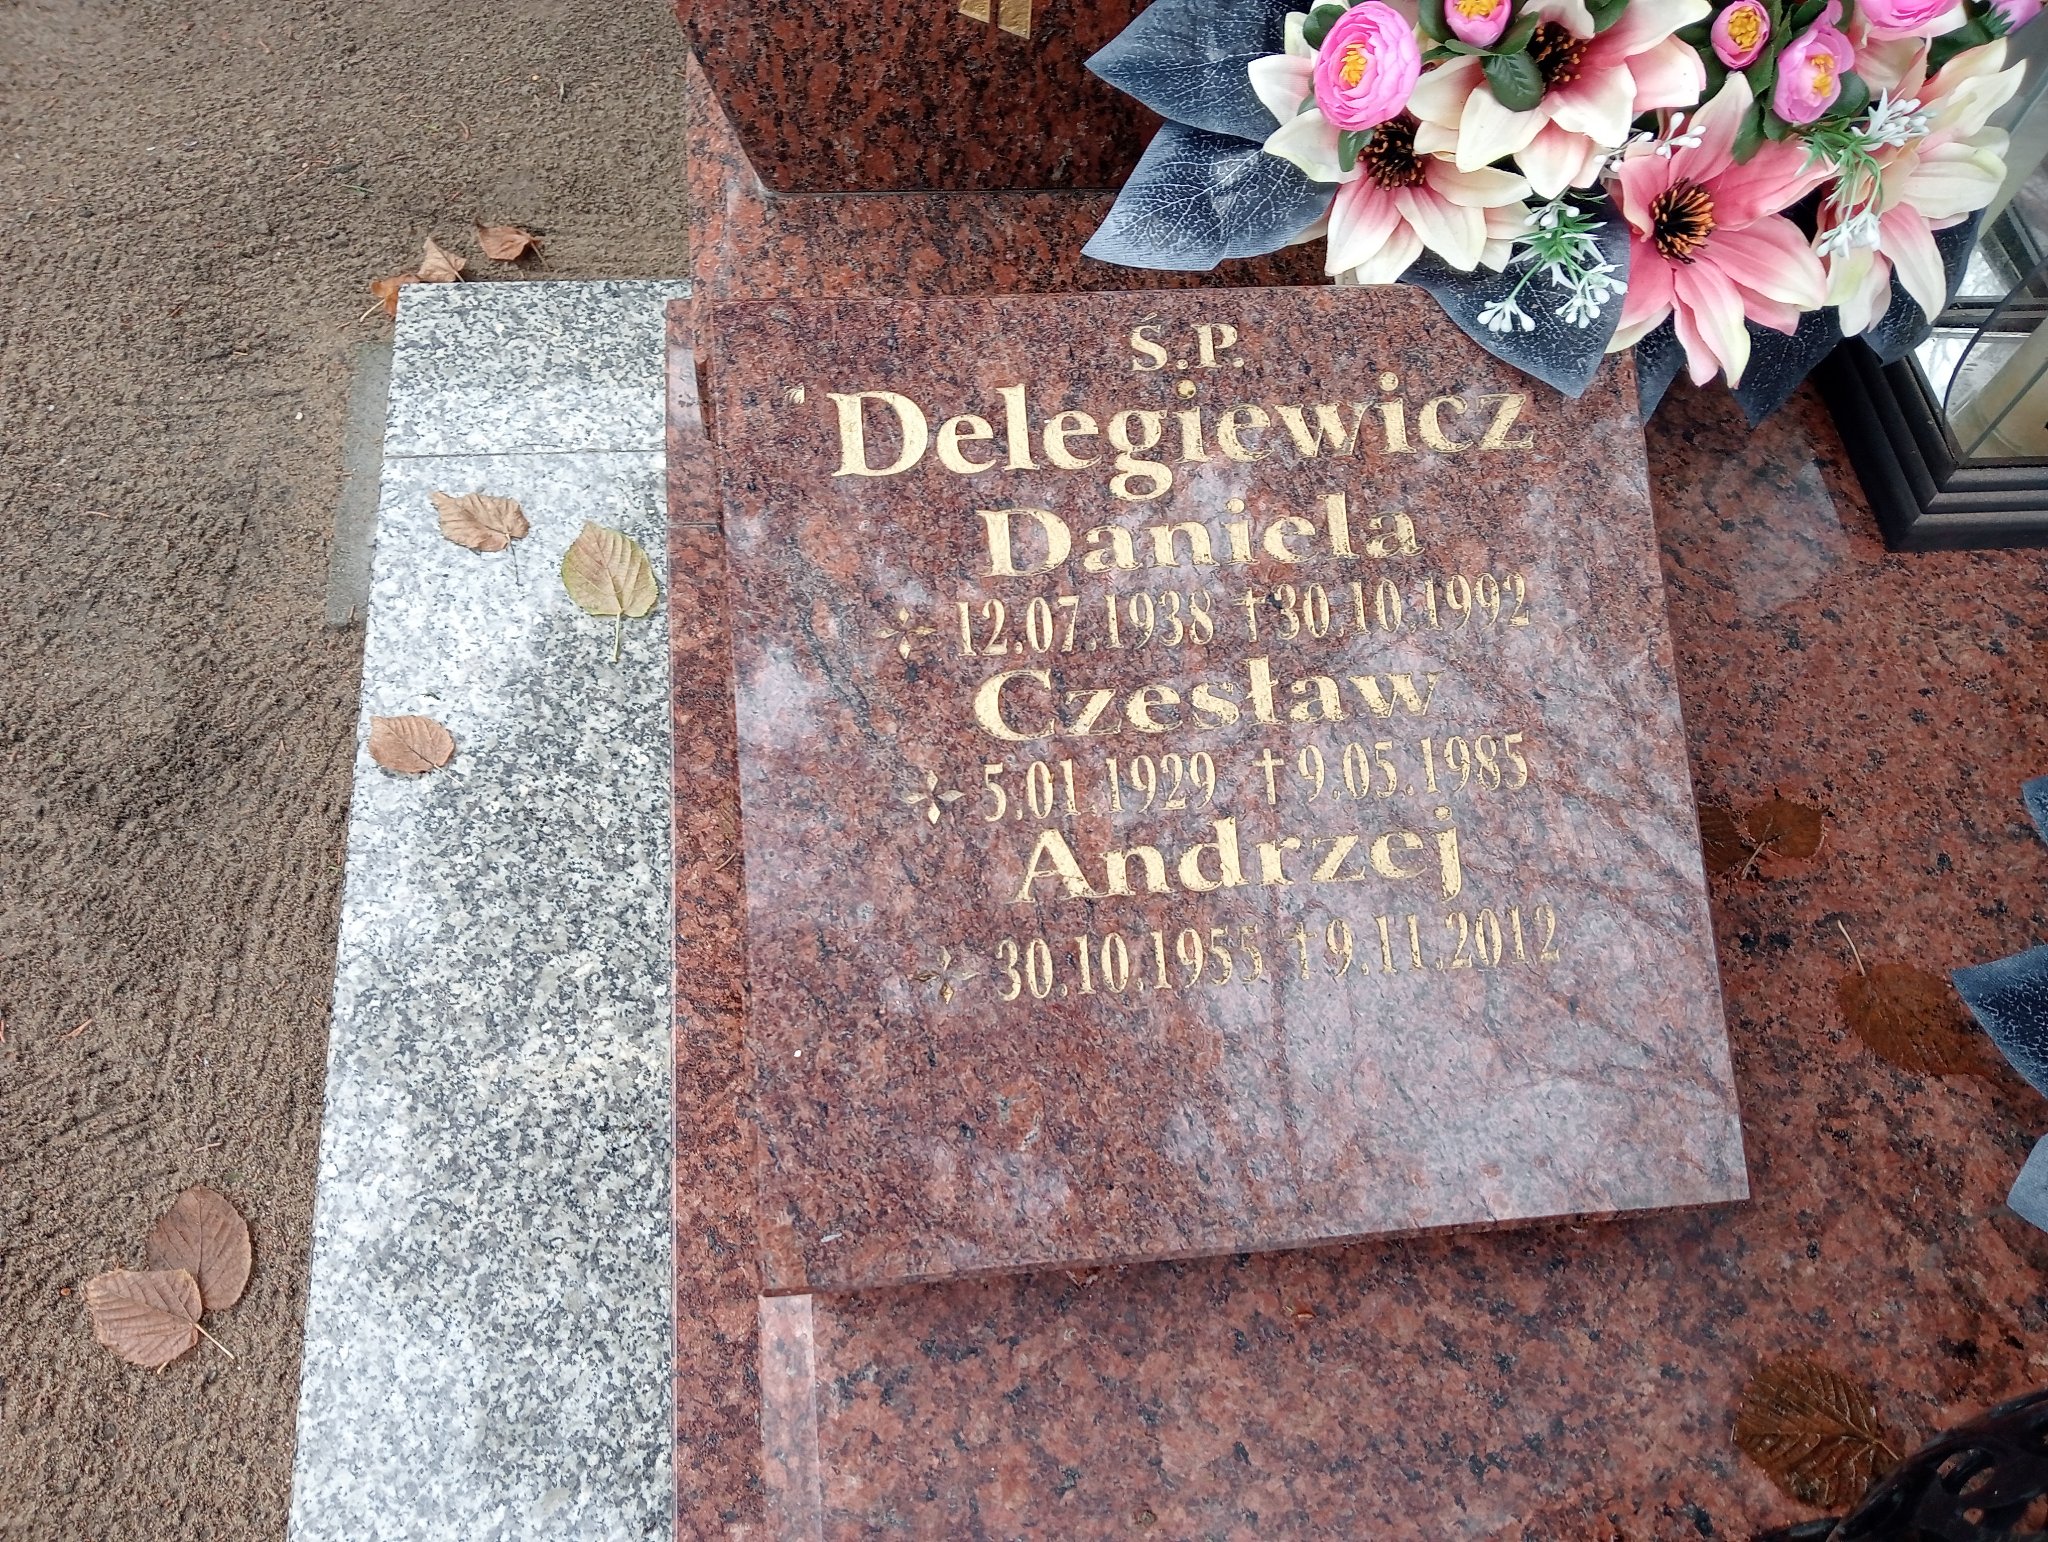 Ś.P.
Delegiewicz
Daniela
12.07.1938 †30.10.1992
Czesław
5.01.1929 †9.05.1985
Andrzej
30.10.1955 †9.11.2012